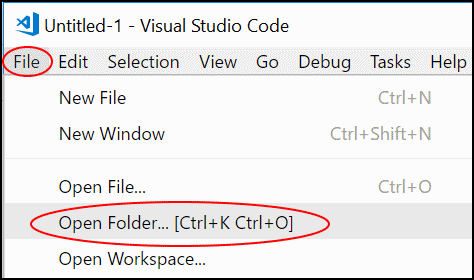 Untitled-1 - Visual Studio Code
File Edit Selection View Go Debug Tasks Help
New File Ctrl+N
New Window Ctrl+Shift+N
Open File... Ctrl+O
Open Folder... [Ctrl+K Ctrl+O]
Open Workspace...